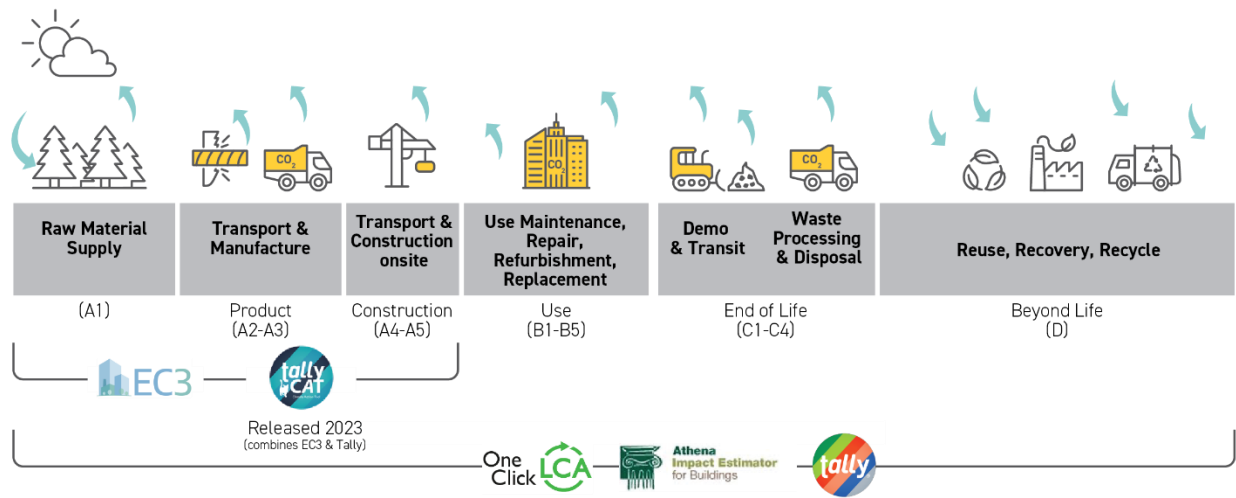 CO2
CO2
CO2
Raw Material
Supply
Transport &
Manufacture
Transport &
Construction
onsite
Use Maintenance,
Repair,
Refurbishment,
Replacement
Demo
& Transit
Waste
Processing
& Disposal
Reuse, Recovery, Recycle
(A1)
Product
(A2-A3)
Construction
(A4-A5)
Use
(B1-B5)
End of Life
(C1-C4)
Beyond Life
(D)
EC3
tally
CAT
Released 2023
(combines EC3 & Tally)
One
Click
LCA
Athena
Impact Estimator
for Buildings
tally